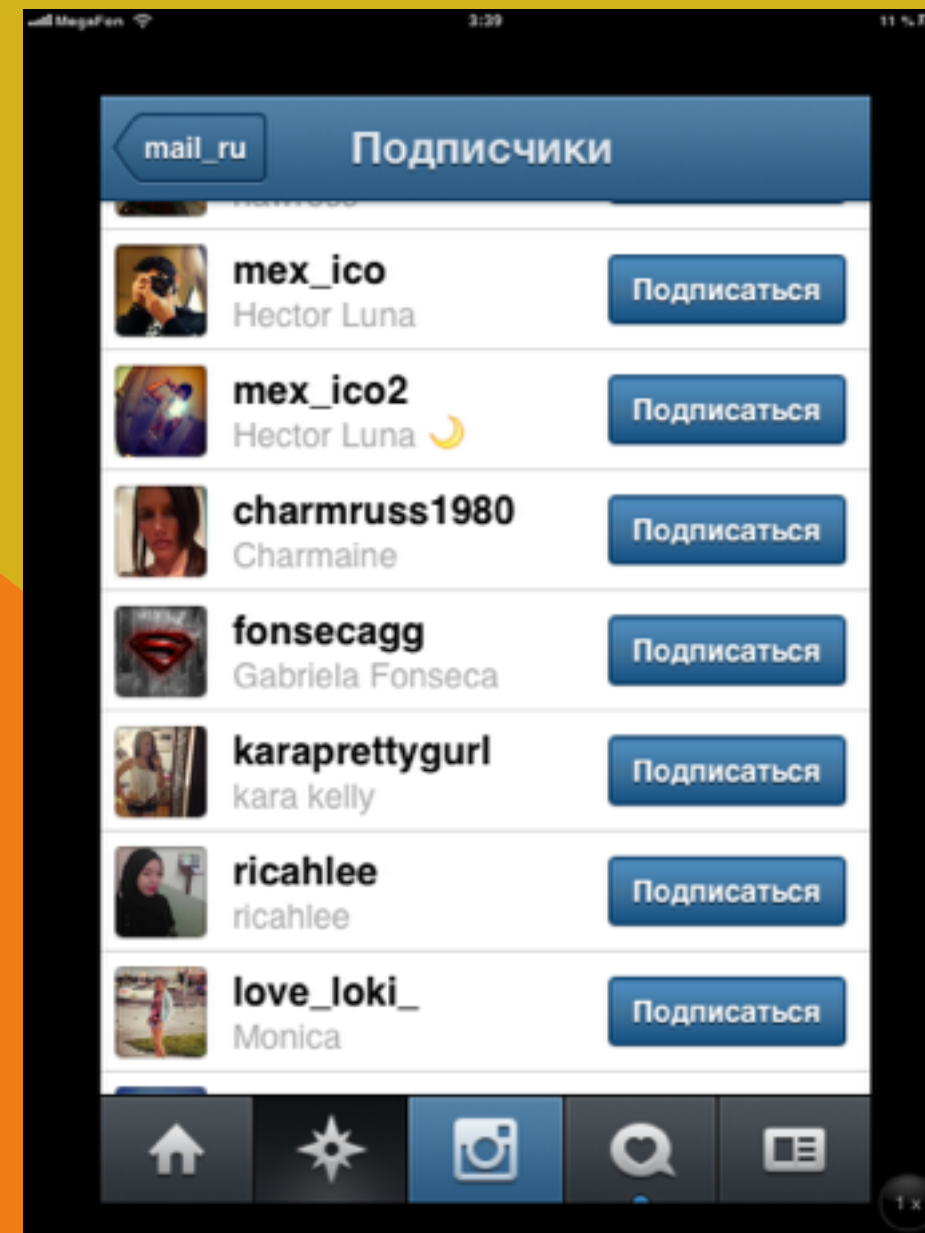 MegaFon
3:39
11 %
mail_ru
Подписчики
mex_ico
Hector Luna
Подписаться
mex_ico2
Hector Luna 🌙
Подписаться
charmruss1980
Charmaine
Подписаться
fonsecagg
Gabriela Fonseca
Подписаться
karaprettygurl
kara kelly
Подписаться
ricahlee
ricahlee
Подписаться
love_loki_
Monica
Подписаться
1 x